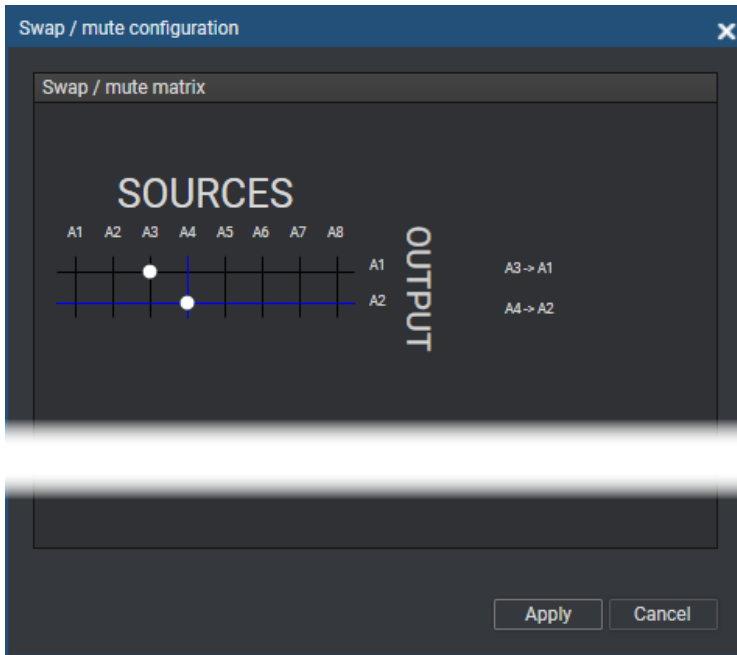 Swap / mute configuration
Swap / mute matrix
SOURCES
A1 A2 A3 A4 A5 A6 A7 A8
OUTPUT
A1
A2
A3 -> A1
A4 -> A2
Apply
Cancel